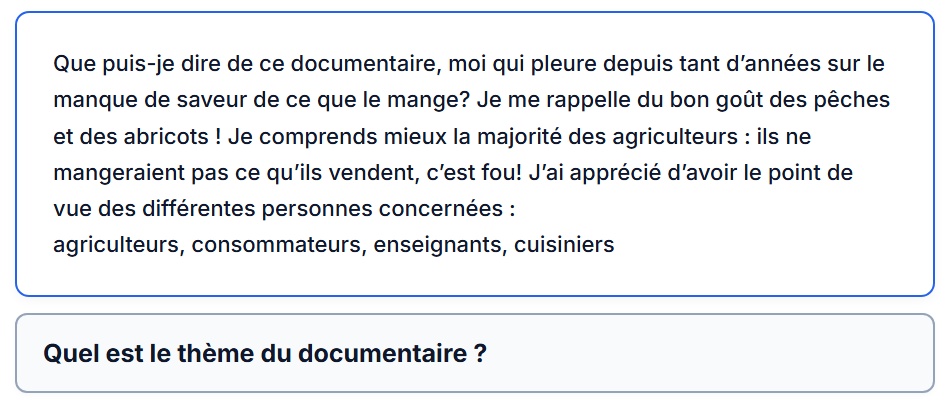 Que puis-je dire de ce documentaire, moi qui pleure depuis tant d’années sur le
manque de saveur de ce que le mange? Je me rappelle du bon goût des pêches
et des abricots ! Je comprends mieux la majorité des agriculteurs : ils ne
mangeraient pas ce qu’ils vendent, c’est fou! J’ai apprécié d’avoir le point de
vue des différentes personnes concernées :
agriculteurs, consommateurs, enseignants, cuisiniers
Quel est le thème du documentaire ?